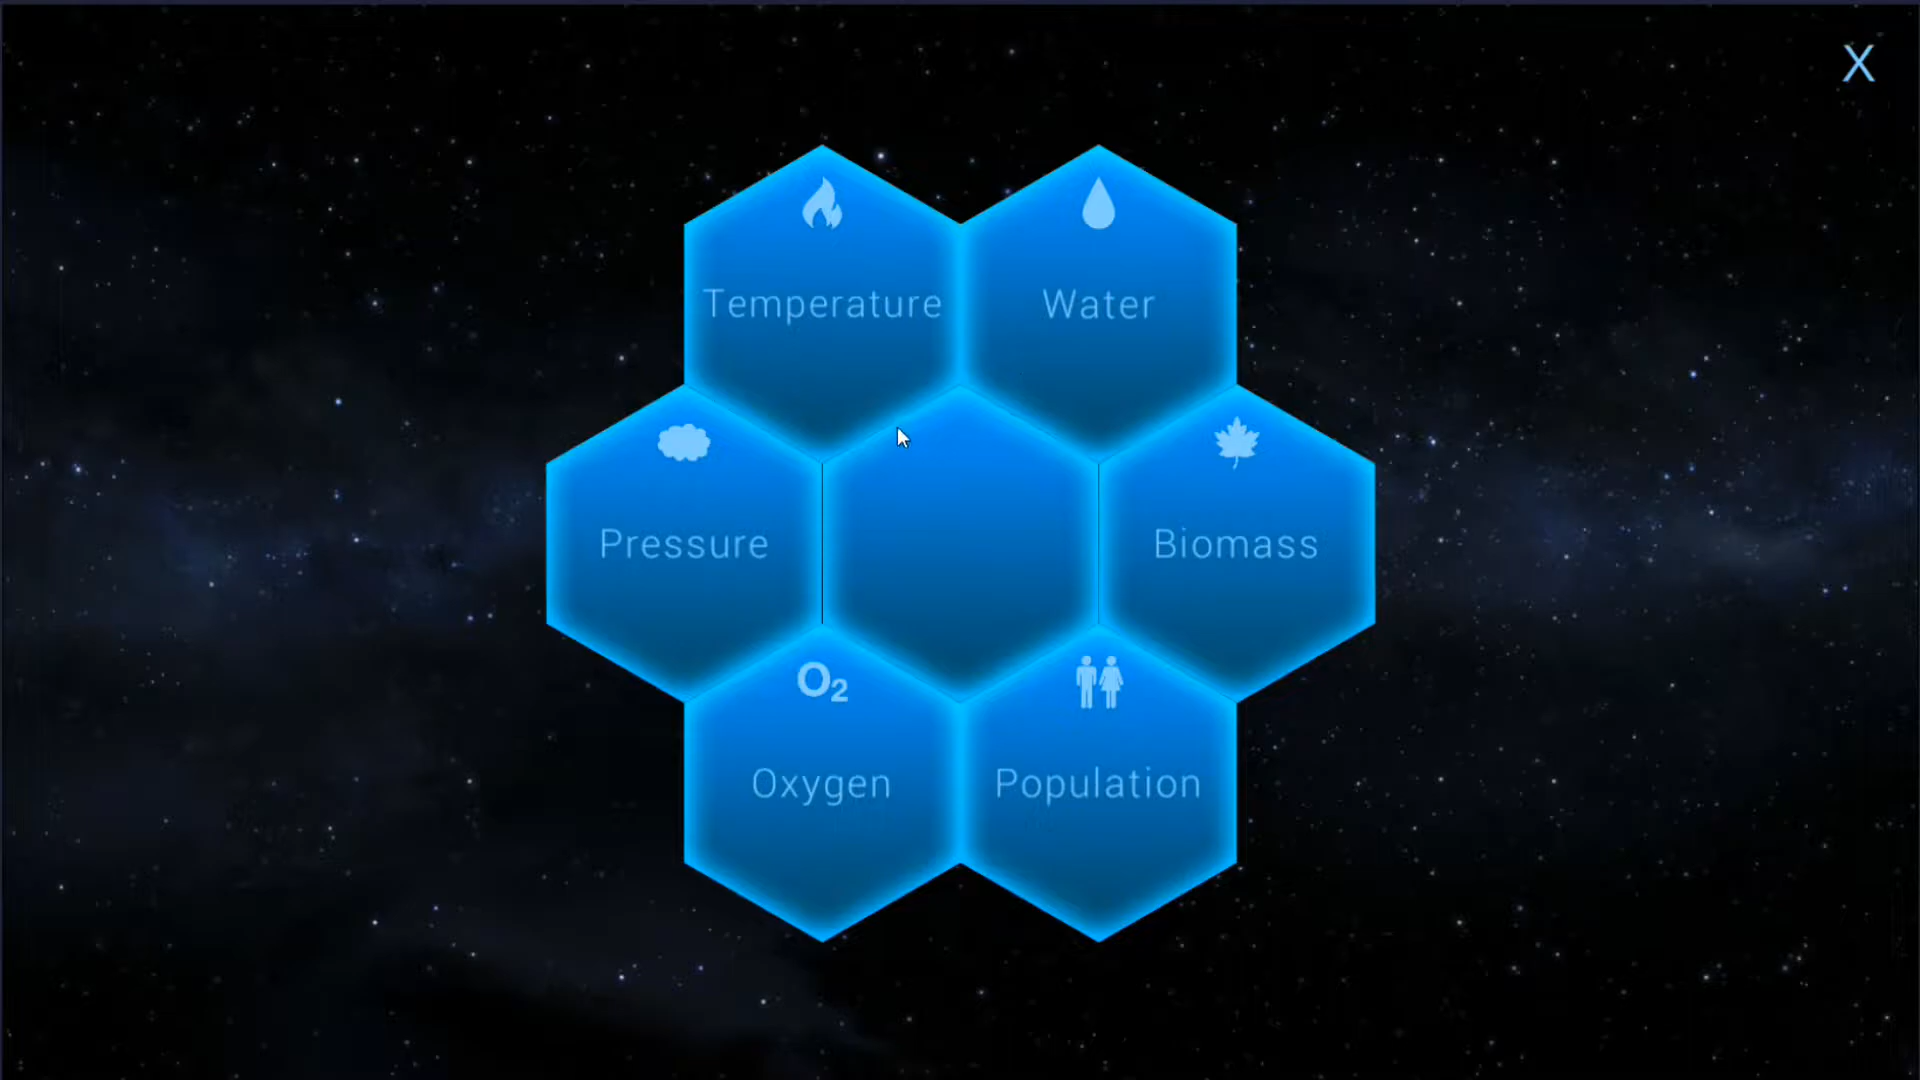 X
Temperature
Water
Pressure
Biomass
O₂
Oxygen
Population